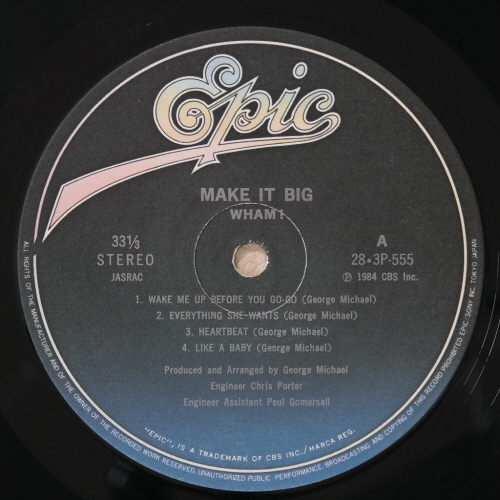 Epic
MAKE IT BIG
WHAM!
33⅓
STEREO
JASRAC
A
28・3P-555
Ⓟ 1984 CBS Inc.
1. WAKE ME UP BEFORE YOU GO-GO (George Michael)
2. EVERYTHING SHE WANTS (George Michael)
3. HEARTBEAT (George Michael)
4. LIKE A BABY (George Michael)
Produced and Arranged by George Michael
Engineer Chris Porter
Engineer Assistant Paul Gomersall
"EPIC", IS A TRADEMARK OF CBS INC./MARCA REG.
ALL RIGHTS OF THE MANUFACTURER AND OF THE OWNER OF THE RECORDED WORK RESERVED. UNAUTHORIZED PUBLIC PERFORMANCE, BROADCASTING AND COPYING OF THIS RECORD PROHIBITED EPIC/SONY INC. TOKYO JAPAN.